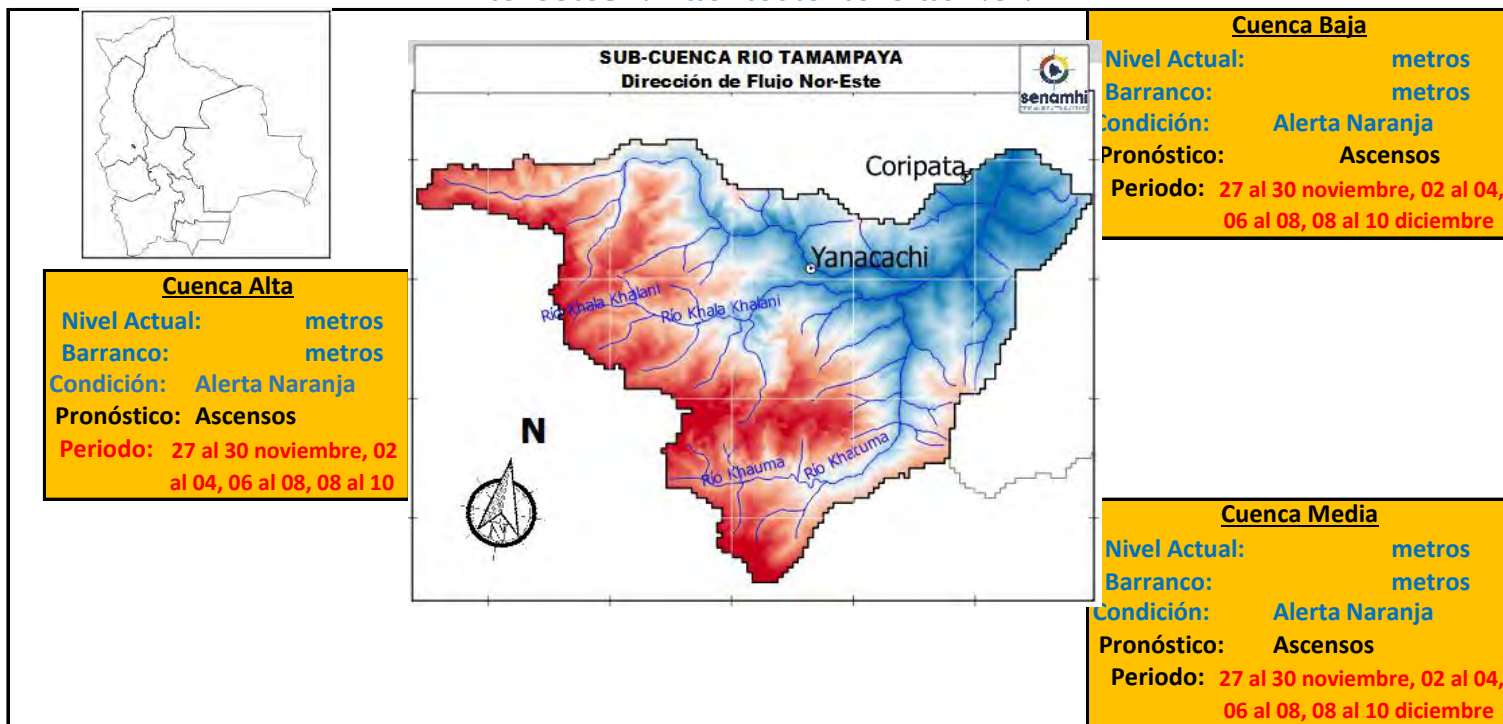 SUB-CUENCA RIO TAMAMPAYA
Dirección de Flujo Nor-Este
senamhi
Coripata
Yanacachi
Río Khala Khalani
Río Khala Khalani
Río Khauma
Río Khatuma
N
Cuenca Baja
Nivel Actual: metros
Barranco: metros
Condición: Alerta Naranja
Pronóstico: Ascensos
Periodo: 27 al 30 noviembre, 02 al 04,
06 al 08, 08 al 10 diciembre
Cuenca Alta
Nivel Actual: metros
Barranco: metros
Condición: Alerta Naranja
Pronóstico: Ascensos
Periodo: 27 al 30 noviembre, 02
al 04, 06 al 08, 08 al 10
Cuenca Media
Nivel Actual: metros
Barranco: metros
Condición: Alerta Naranja
Pronóstico: Ascensos
Periodo: 27 al 30 noviembre, 02 al 04,
06 al 08, 08 al 10 diciembre